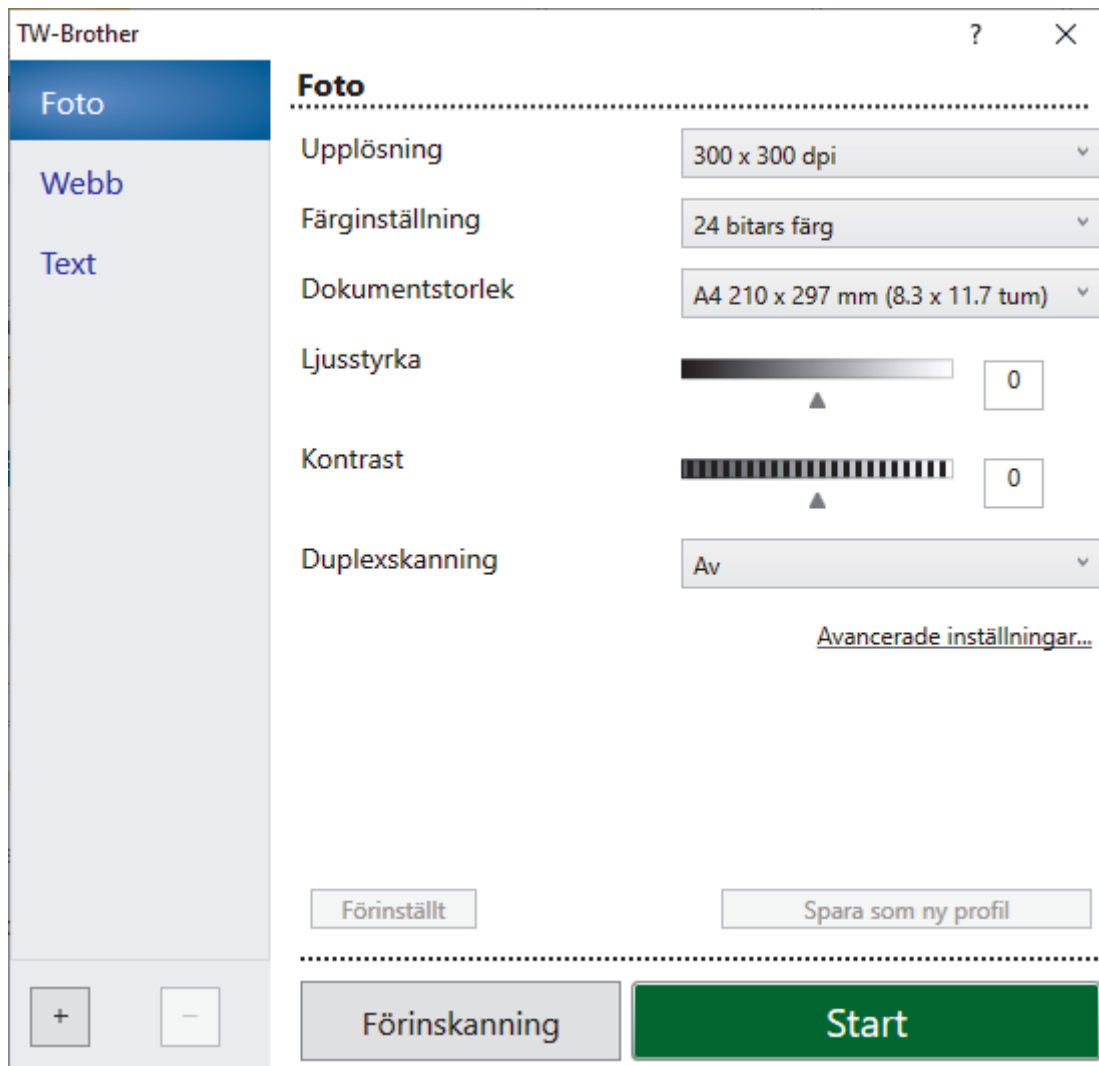 TW-Brother ? ×
Foto
Webb
Text
Foto
Upplösning 300 x 300 dpi
Färginställning 24 bitars färg
Dokumentstorlek A4 210 x 297 mm (8.3 x 11.7 tum)
Ljusstyrka 0
Kontrast 0
Duplexskanning Av
Avancerade inställningar...
Förinställt Spara som ny profil
+ − Förinskanning Start